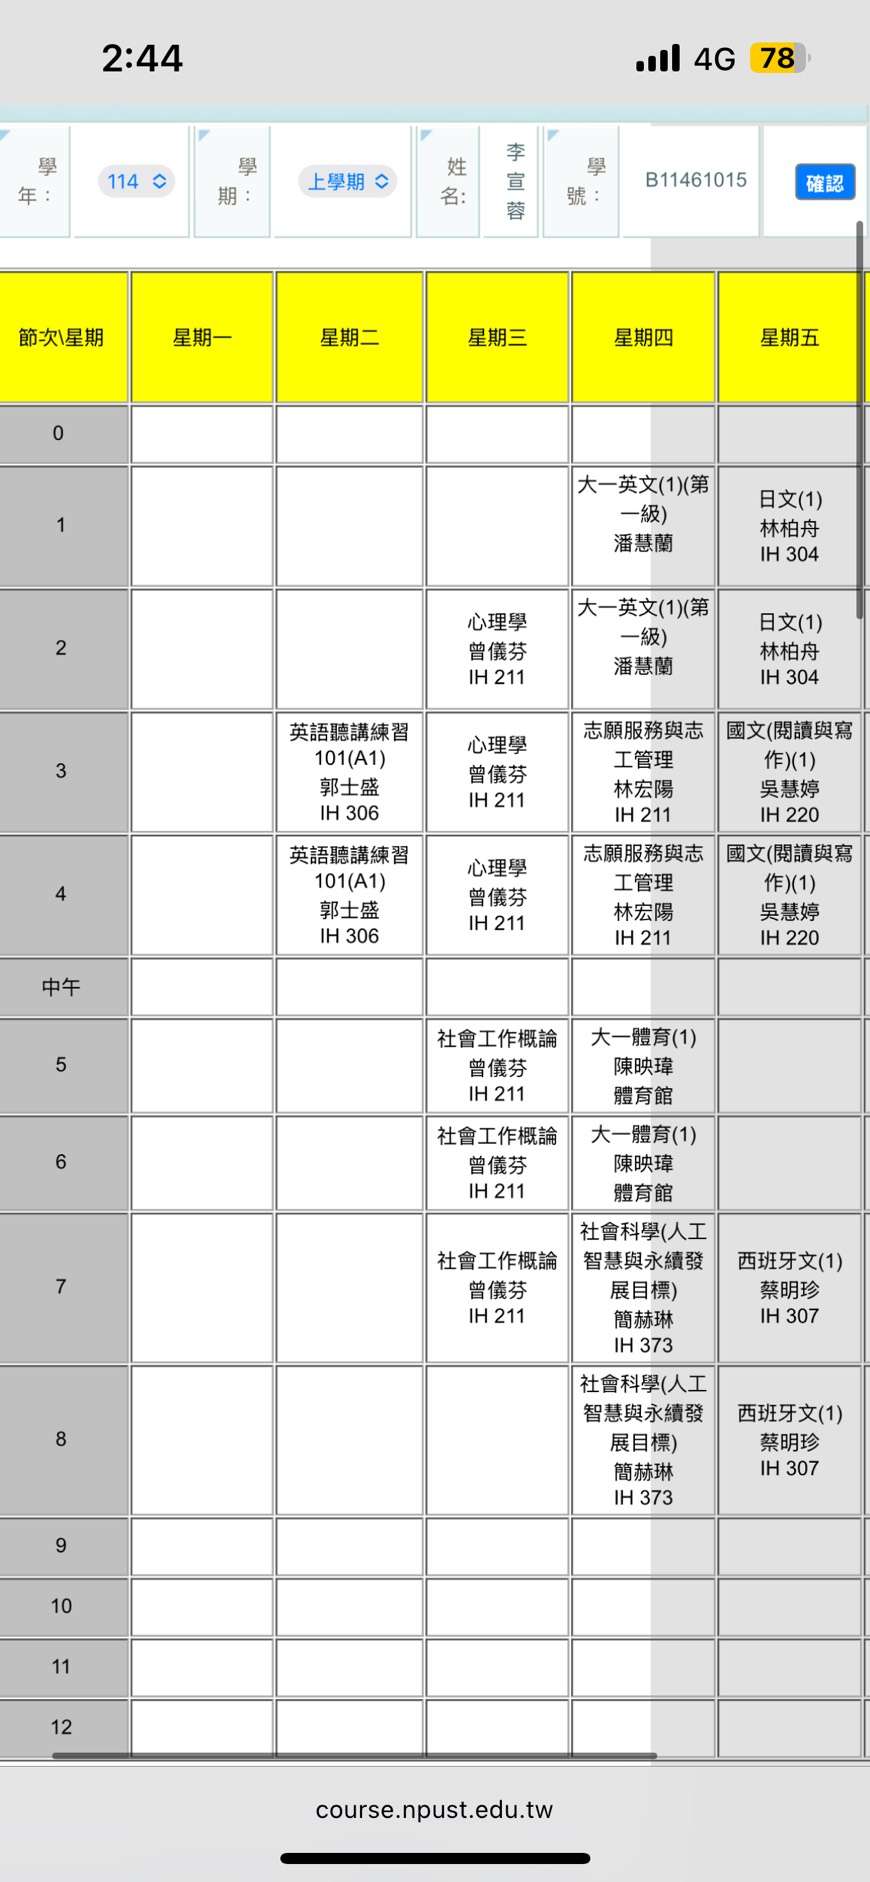 2:44
4G
78
學年：
114
學期：
上學期
姓名:
李宣蓉
學號：
B11461015
確認
節次\星期
星期一
星期二
星期三
星期四
星期五
0
1
大一英文(1)(第
一級)
潘慧蘭
日文(1)
林柏舟
IH 304
2
心理學
曾儀芬
IH 211
大一英文(1)(第
一級)
潘慧蘭
日文(1)
林柏舟
IH 304
3
英語聽講練習
101(A1)
郭士盛
IH 306
心理學
曾儀芬
IH 211
志願服務與志
工管理
林宏陽
IH 211
國文(閱讀與寫
作)(1)
吳慧婷
IH 220
4
英語聽講練習
101(A1)
郭士盛
IH 306
心理學
曾儀芬
IH 211
志願服務與志
工管理
林宏陽
IH 211
國文(閱讀與寫
作)(1)
吳慧婷
IH 220
中午
5
社會工作概論
曾儀芬
IH 211
大一體育(1)
陳映瑋
體育館
6
社會工作概論
曾儀芬
IH 211
大一體育(1)
陳映瑋
體育館
7
社會工作概論
曾儀芬
IH 211
社會科學(人工
智慧與永續發
展目標)
簡赫琳
IH 373
西班牙文(1)
蔡明珍
IH 307
8
社會科學(人工
智慧與永續發
展目標)
簡赫琳
IH 373
西班牙文(1)
蔡明珍
IH 307
9
10
11
12
course.npust.edu.tw